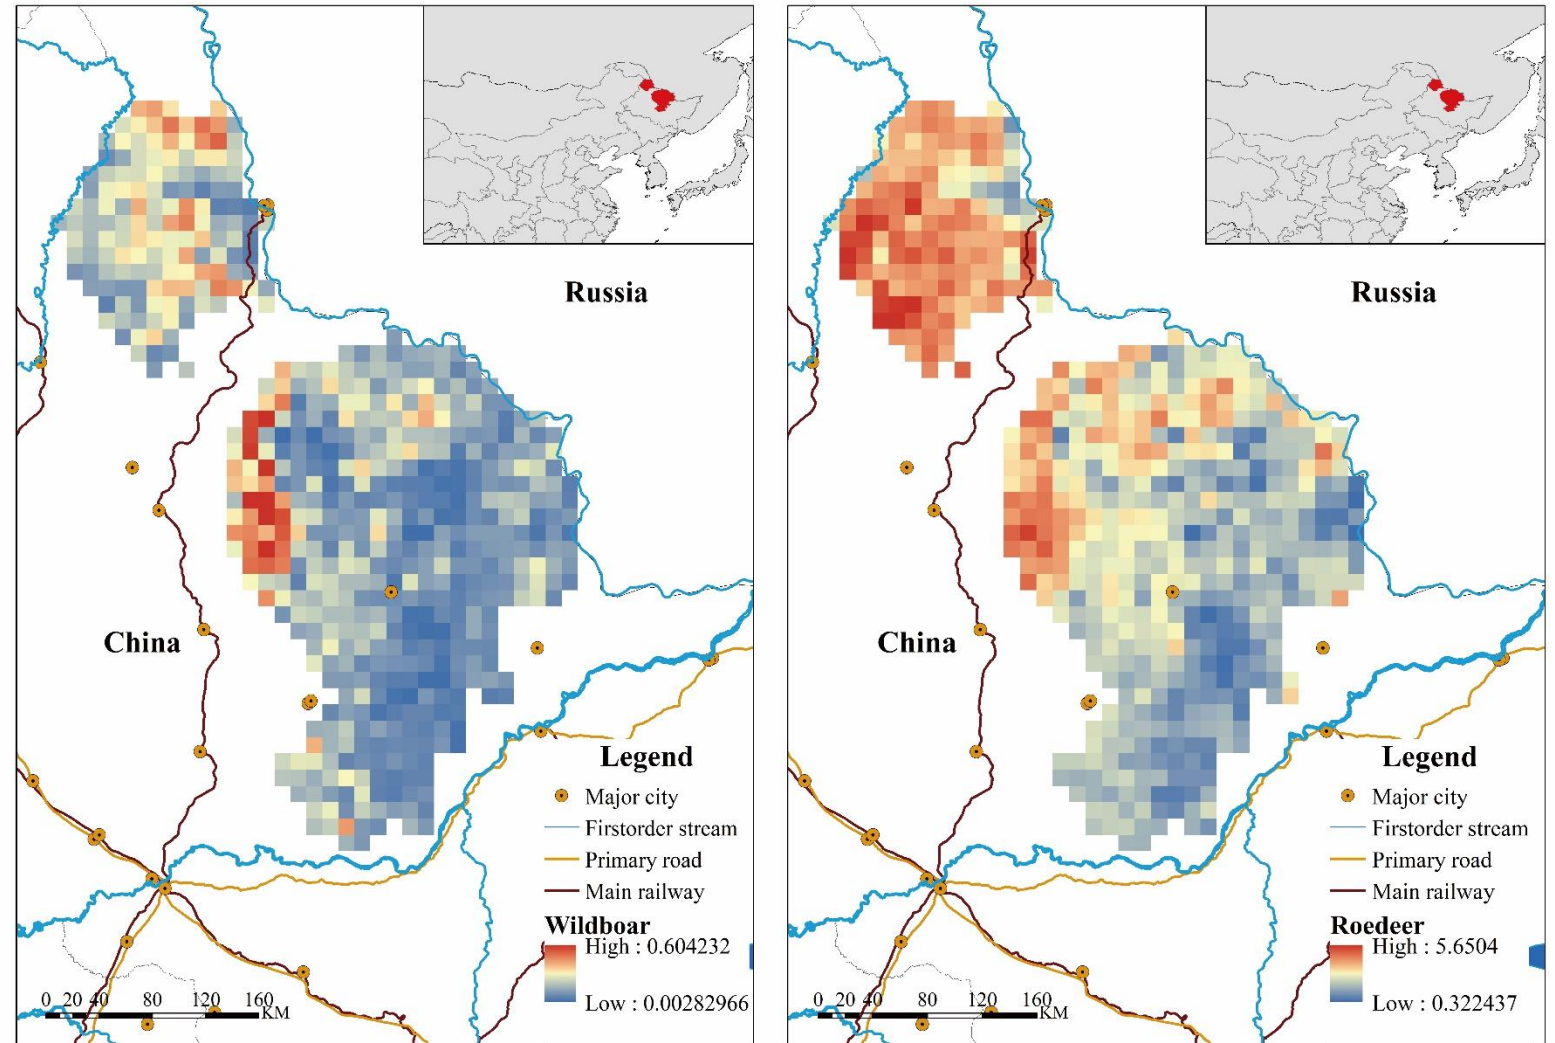 Russia
China
Legend
Major city
Firstorder stream
Primary road
Main railway
Wildboar
High : 0.604232
Low : 0.00282966
0 20 40 80 120 160
KM
Russia
China
Legend
Major city
Firstorder stream
Primary road
Main railway
Roedeer
High : 5.6504
Low : 0.322437
0 20 40 80 120 160
KM